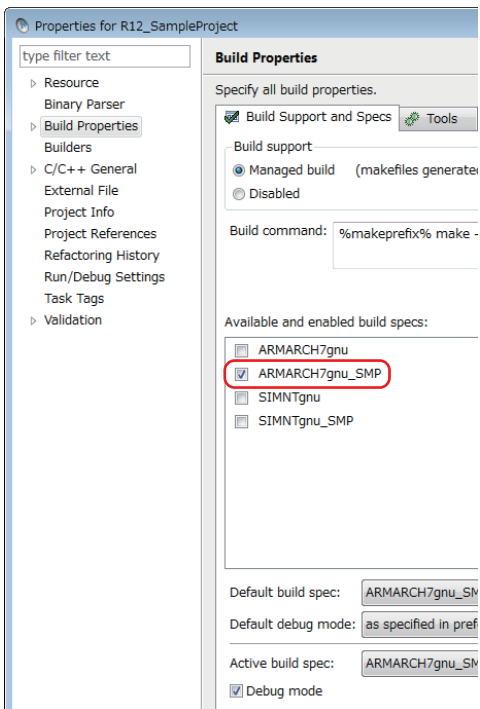 Properties for R12_SampleProject
type filter text
Resource
Binary Parser
Build Properties
Builders
C/C++ General
External File
Project Info
Project References
Refactoring History
Run/Debug Settings
Task Tags
Validation
Build Properties
Specify all build properties.
Build Support and Specs
Tools
Build support
Managed build (makefiles generated
Disabled
Build command: %makeprefix% make -
Available and enabled build specs:
ARMARCH7gnu
ARMARCH7gnu_SMP
SIMNTgnu
SIMNTgnu_SMP
Default build spec: ARMARCH7gnu_SM
Default debug mode: as specified in pref
Active build spec: ARMARCH7gnu_SM
Debug mode